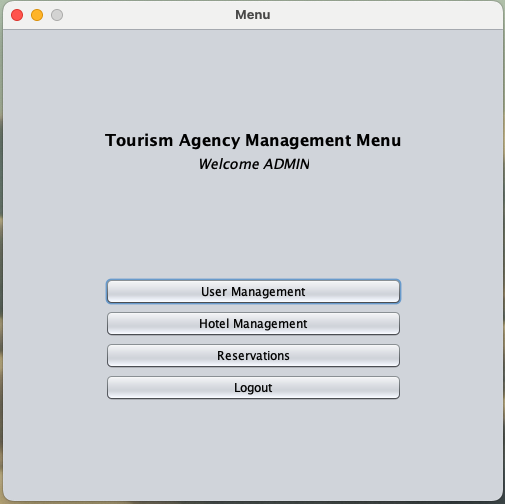 Menu
Tourism Agency Management Menu
Welcome ADMIN
User Management
Hotel Management
Reservations
Logout